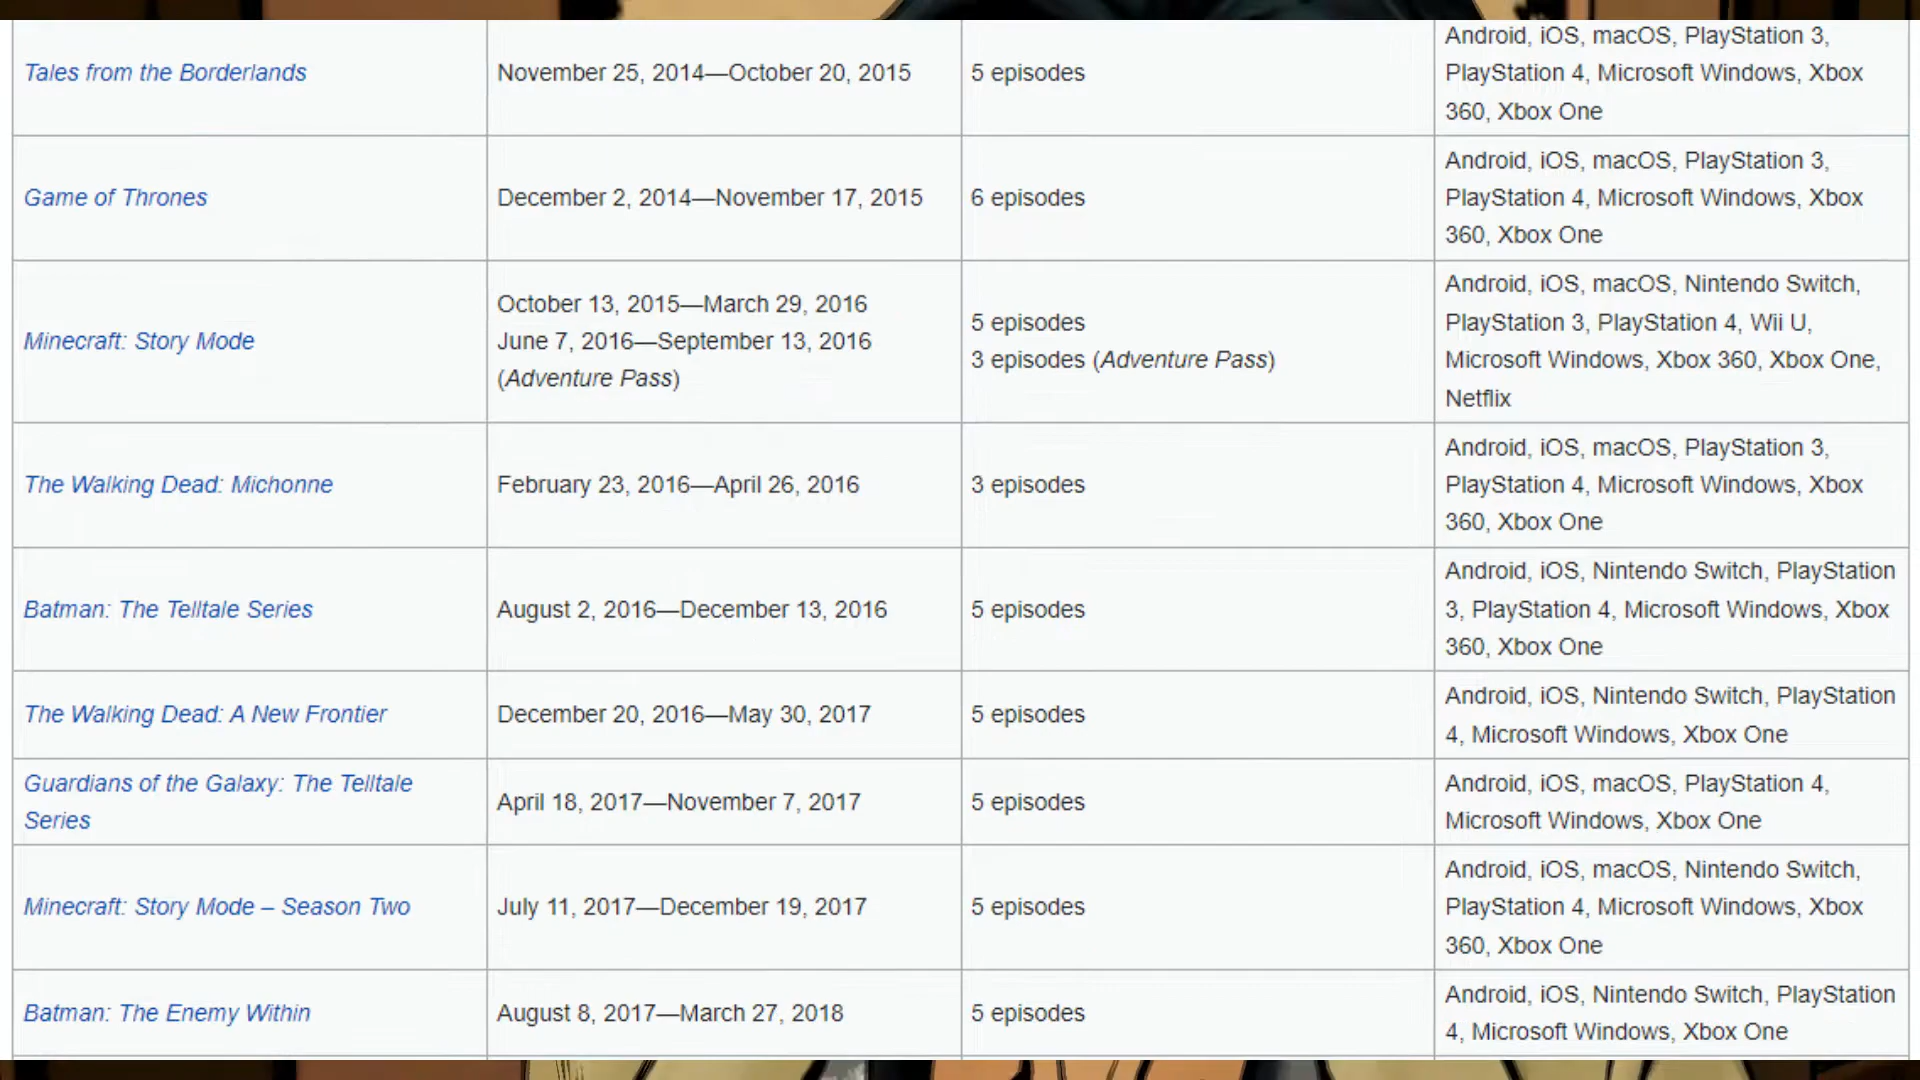 Tales from the Borderlands
November 25, 2014—October 20, 2015
5 episodes
Android, iOS, macOS, PlayStation 3,
PlayStation 4, Microsoft Windows, Xbox
360, Xbox One
Game of Thrones
December 2, 2014—November 17, 2015
6 episodes
Android, iOS, macOS, PlayStation 3,
PlayStation 4, Microsoft Windows, Xbox
360, Xbox One
Minecraft: Story Mode
October 13, 2015—March 29, 2016
June 7, 2016—September 13, 2016
(Adventure Pass)
5 episodes
3 episodes (Adventure Pass)
Android, iOS, macOS, Nintendo Switch,
PlayStation 3, PlayStation 4, Wii U,
Microsoft Windows, Xbox 360, Xbox One,
Netflix
The Walking Dead: Michonne
February 23, 2016—April 26, 2016
3 episodes
Android, iOS, macOS, PlayStation 3,
PlayStation 4, Microsoft Windows, Xbox
360, Xbox One
Batman: The Telltale Series
August 2, 2016—December 13, 2016
5 episodes
Android, iOS, Nintendo Switch, PlayStation
3, PlayStation 4, Microsoft Windows, Xbox
360, Xbox One
The Walking Dead: A New Frontier
December 20, 2016—May 30, 2017
5 episodes
Android, iOS, Nintendo Switch, PlayStation
4, Microsoft Windows, Xbox One
Guardians of the Galaxy: The Telltale
Series
April 18, 2017—November 7, 2017
5 episodes
Android, iOS, macOS, PlayStation 4,
Microsoft Windows, Xbox One
Minecraft: Story Mode – Season Two
July 11, 2017—December 19, 2017
5 episodes
Android, iOS, macOS, Nintendo Switch,
PlayStation 4, Microsoft Windows, Xbox
360, Xbox One
Batman: The Enemy Within
August 8, 2017—March 27, 2018
5 episodes
Android, iOS, Nintendo Switch, PlayStation
4, Microsoft Windows, Xbox One